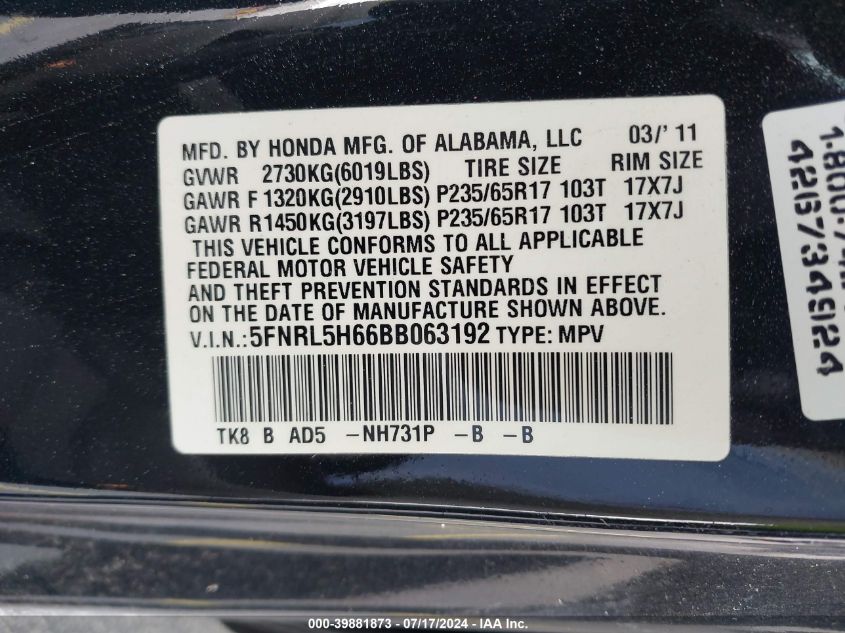 MFD. BY HONDA MFG. OF ALABAMA, LLC 03/' 11
GVWR 2730KG(6019LBS) TIRE SIZE RIM SIZE
GAWR F 1320KG(2910LBS) P235/65R17 103T 17X7J
GAWR R1450KG(3197LBS) P235/65R17 103T 17X7J
THIS VEHICLE CONFORMS TO ALL APPLICABLE
FEDERAL MOTOR VEHICLE SAFETY
AND THEFT PREVENTION STANDARDS IN EFFECT
ON THE DATE OF MANUFACTURE SHOWN ABOVE.
V.I.N.:5FNRL5H66BB063192 TYPE: MPV
TK8 B AD5 -NH731P -B -B
4267349124
000-39881873 / 07/17/2024 - IAA Inc.